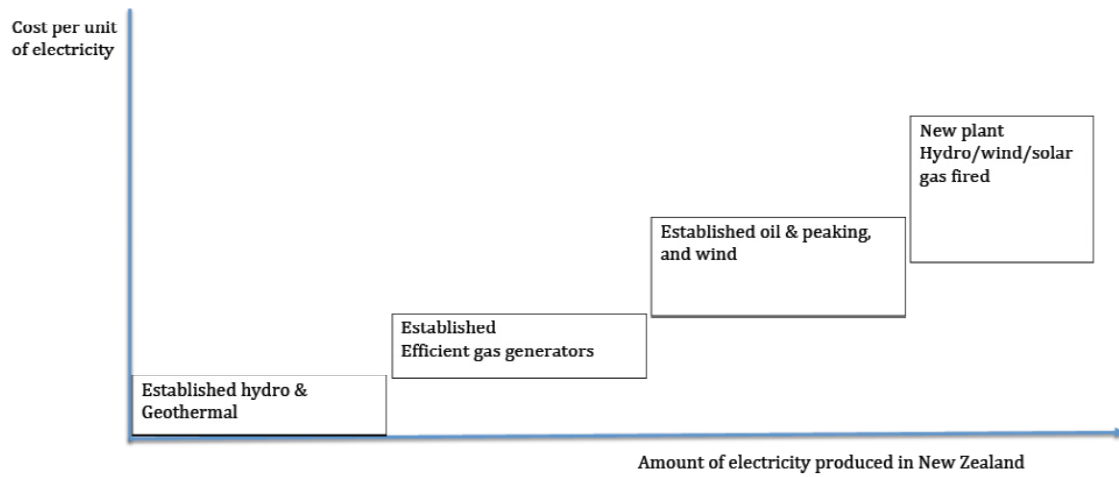 Cost per unit
of electricity
New plant
Hydro/wind/solar
gas fired
Established oil & peaking,
and wind
Established
Efficient gas generators
Established hydro &
Geothermal
Amount of electricity produced in New Zealand